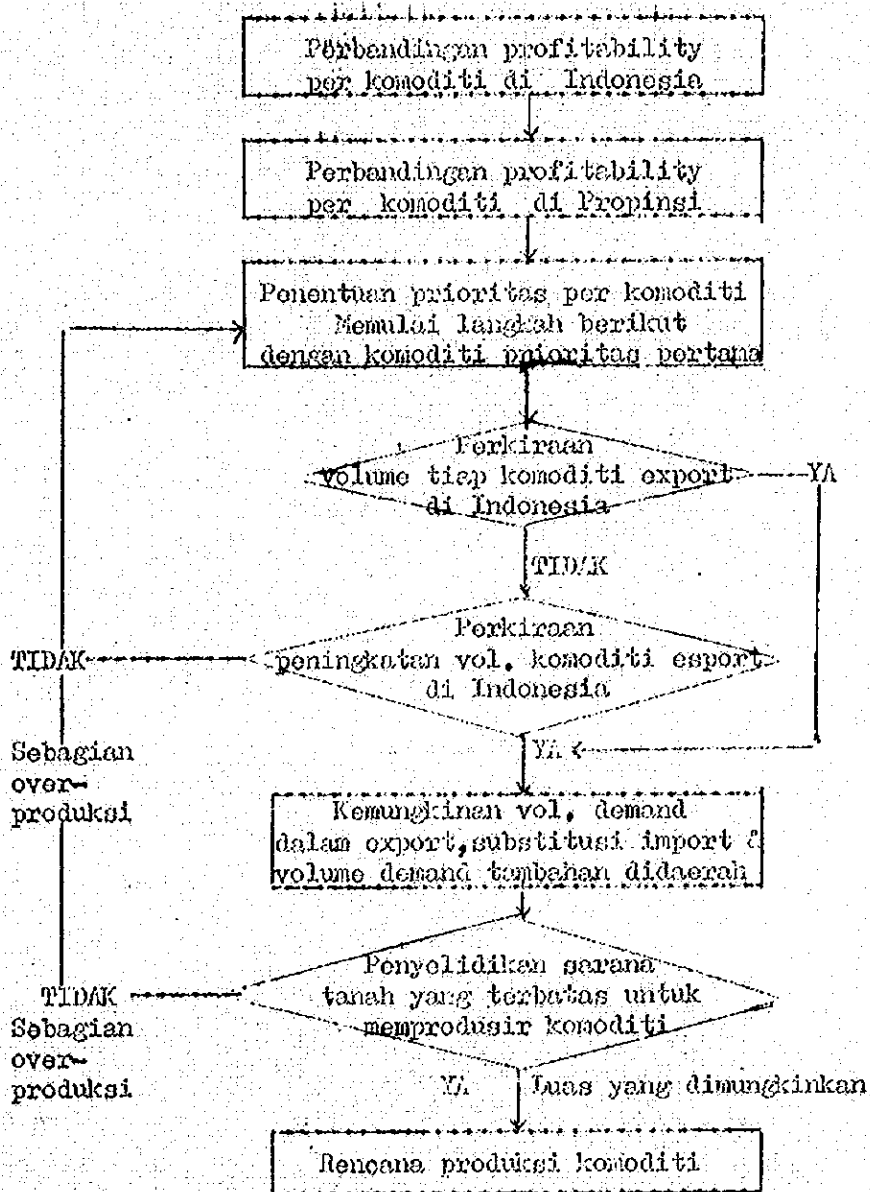 Perbandingan profitability
per komoditi di Indonesia
Perbandingan profitability
per komoditi di Propinsi
Penentuan prioritas per komoditi
Memulai langkah berikut
dengan komoditi prioritas pertana
Perkiraan
volume tiap komoditi export
di Indonesia
YA
TIDAK
Perkiraan
peningkatan vol. komoditi esport
di Indonesia
TIDAK
Sebagian
over-
produksi
YA
Kemungkinan vol. demand
dalam export, substitusi import &
volume demand tambahan didaerah
Penyelidikan sarana
tanah yang terbatas untuk
memprodusir komoditi
TIDAK
Sebagian
over-
produksi
YA Luas yang dimungkinkan
Rencana produksi komoditi